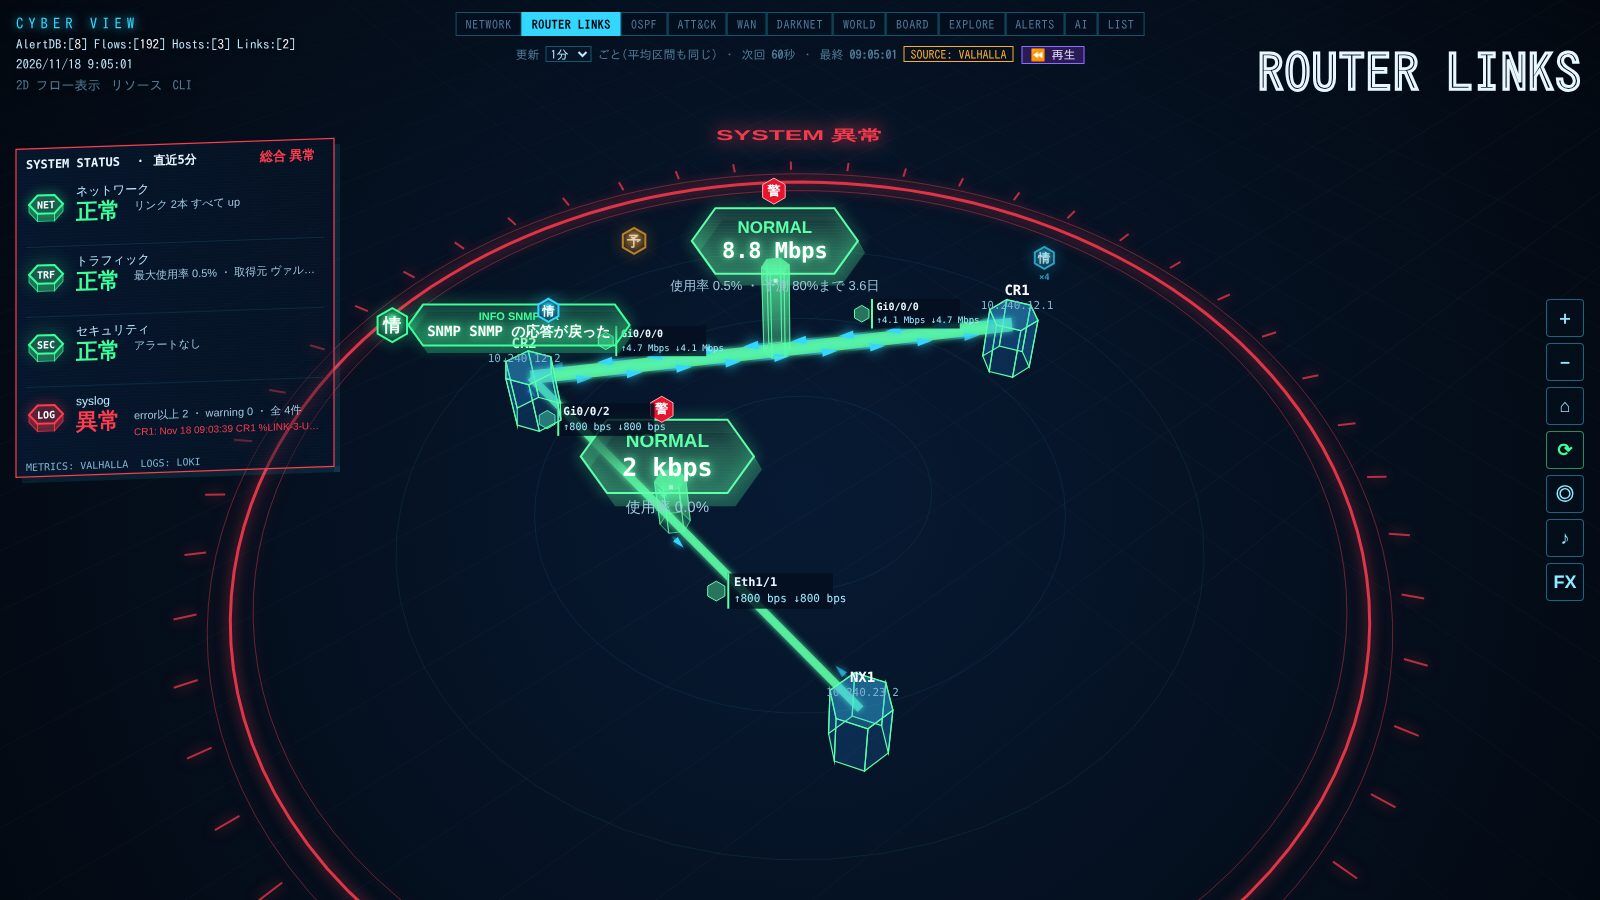 CYBER VIEW
AlertDB:[8] Flows:[192] Hosts:[3] Links:[2]
2026/11/18 9:05:01
2D フロー表示 リソース CLI
NETWORK ROUTER LINKS OSPF ATT&CK WAN DARKNET WORLD BOARD EXPLORE ALERTS AI LIST
更新 1分 ごと(平均区間も同じ) ・ 次回 60秒 ・ 最終 09:05:01 SOURCE: VALHALLA ⏪ 再生
ROUTER LINKS
SYSTEM 異常
SYSTEM STATUS ・ 直近5分 総合 異常
NET
ネットワーク
正常 リンク 2本 すべて up
TRF
トラフィック
正常 最大使用率 0.5% ・ 取得元 ヴァル…
SEC
セキュリティ
正常 アラートなし
LOG
syslog
異常 error以上 2 ・ warning 0 ・ 全 4件
CR1: Nov 18 09:03:39 CR1 %LINK-3-U…
METRICS: VALHALLA LOGS: LOKI
警
予
NORMAL
8.8 Mbps
使用率 0.5% ・ 80%まで 3.6日
情
×4
CR1
10.240.12.1
Gi0/0/0
↑4.1 Mbps ↓4.7 Mbps
情
情
INFO SNMP
SNMP SNMP の応答が戻った
Gi0/0/0
↑4.7 Mbps ↓4.1 Mbps
CR2
10.240.12.2
Gi0/0/2
↑800 bps ↓800 bps
警
NORMAL
2 kbps
使用率 0.0%
Eth1/1
↑800 bps ↓800 bps
NX1
10.240.23.2
+
−
⌂
⟳
◎
♪
FX